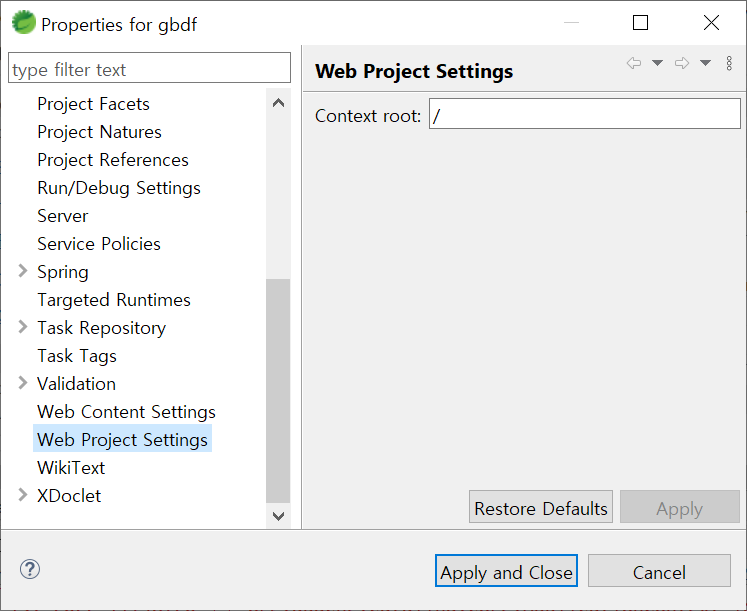 Properties for gbdf
type filter text
Project Facets
Project Natures
Project References
Run/Debug Settings
Server
Service Policies
Spring
Targeted Runtimes
Task Repository
Task Tags
Validation
Web Content Settings
Web Project Settings
WikiText
XDoclet
Web Project Settings
Context root: /
Restore Defaults Apply
? Apply and Close Cancel